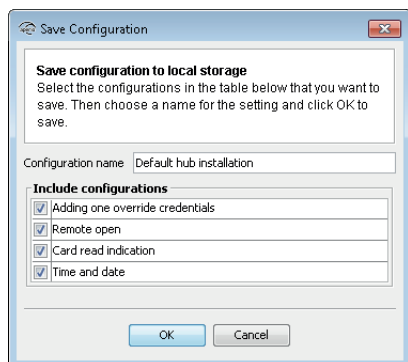 Save Configuration
Save configuration to local storage
Select the configurations in the table below that you want to
save. Then choose a name for the setting and click OK to
save.
Configuration name Default hub installation
Include configurations
Adding one override credentials
Remote open
Card read indication
Time and date
OK Cancel